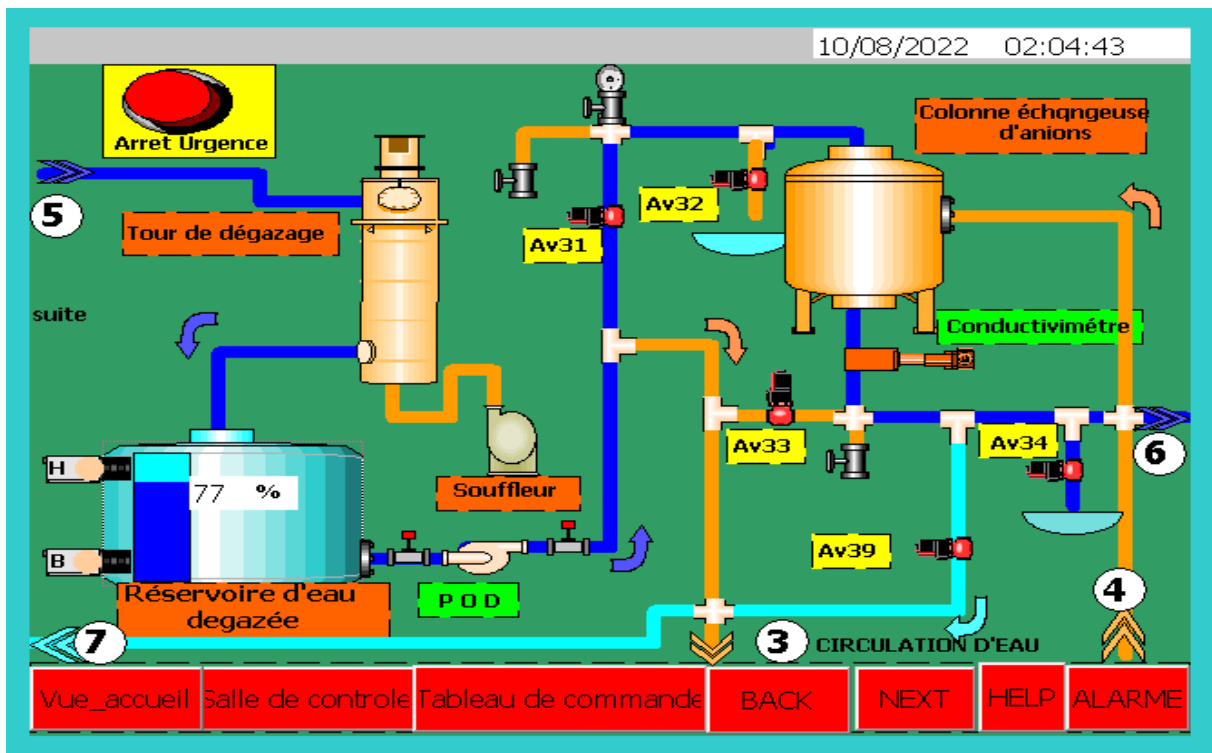 10/08/2022 02:04:43
Arret Urgence
Colonne échqngeuse
d'anions
5
Tour de dégazage
Av32
Av31
suite
Conductivimétre
Av33
Av34
6
H
77 %
Souffleur
B
Av39
Réservoire d'eau
degazée
P O D
4
7
3
CIRCULATION D'EAU
Vue_accueil
Salle de controle
Tableau de commande
BACK
NEXT
HELP
ALARME